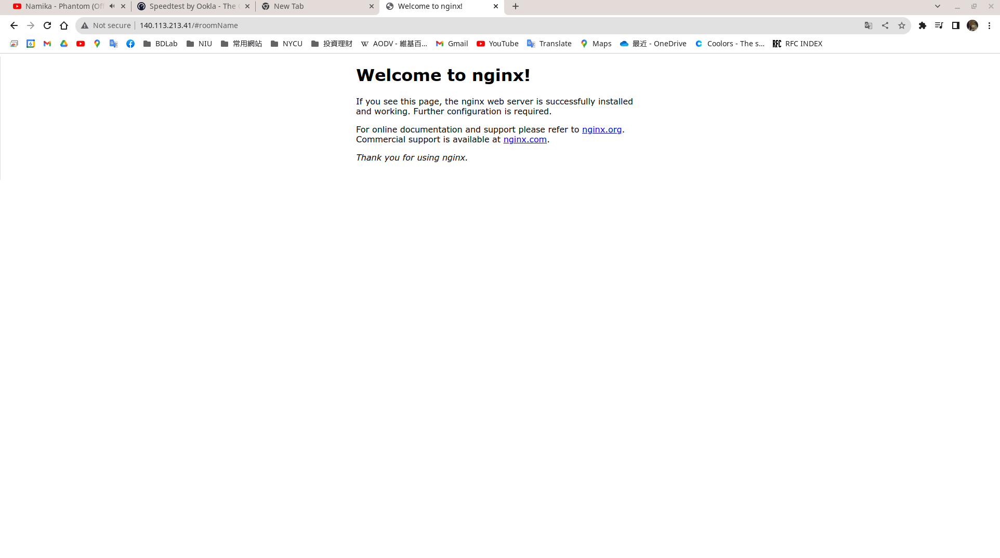 Namika - Phantom (Off
Speedtest by Ookla - The
New Tab
Welcome to nginx!
Not secure
140.113.213.41/#roomName
6
BDLab
NIU
常用網站
NYCU
投資理財
W AODV - 維基百...
Gmail
YouTube
Translate
Maps
最近 - OneDrive
Coolors - The s...
RFC RFC INDEX
Welcome to nginx!
If you see this page, the nginx web server is successfully installed
and working. Further configuration is required.
For online documentation and support please refer to nginx.org.
Commercial support is available at nginx.com.
Thank you for using nginx.